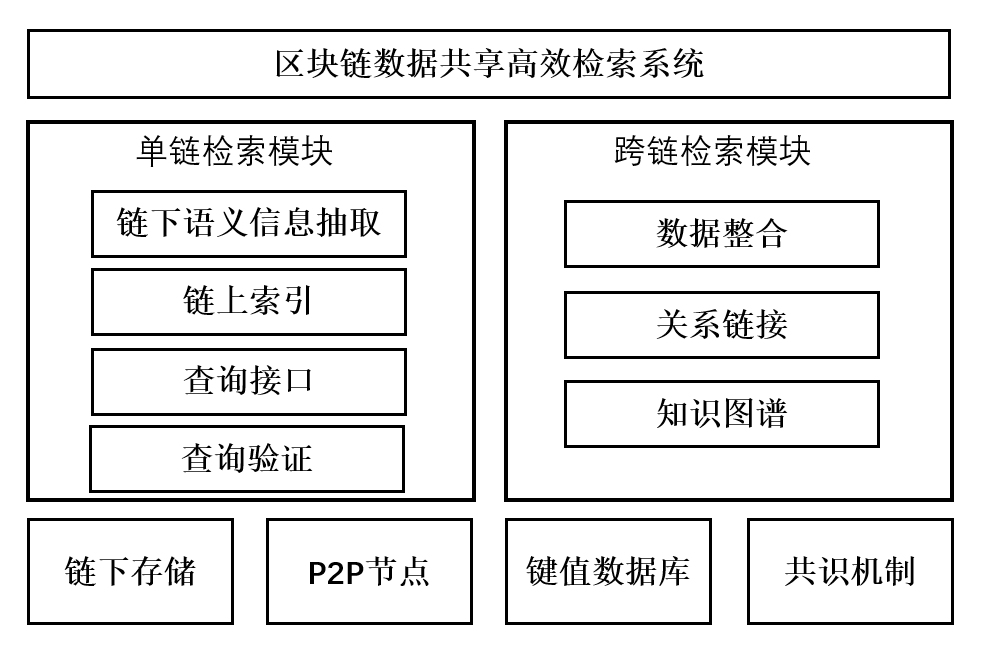 区块链数据共享高效检索系统
单链检索模块
链下语义信息抽取
链上索引
查询接口
查询验证
跨链检索模块
数据整合
关系链接
知识图谱
链下存储
P2P节点
键值数据库
共识机制